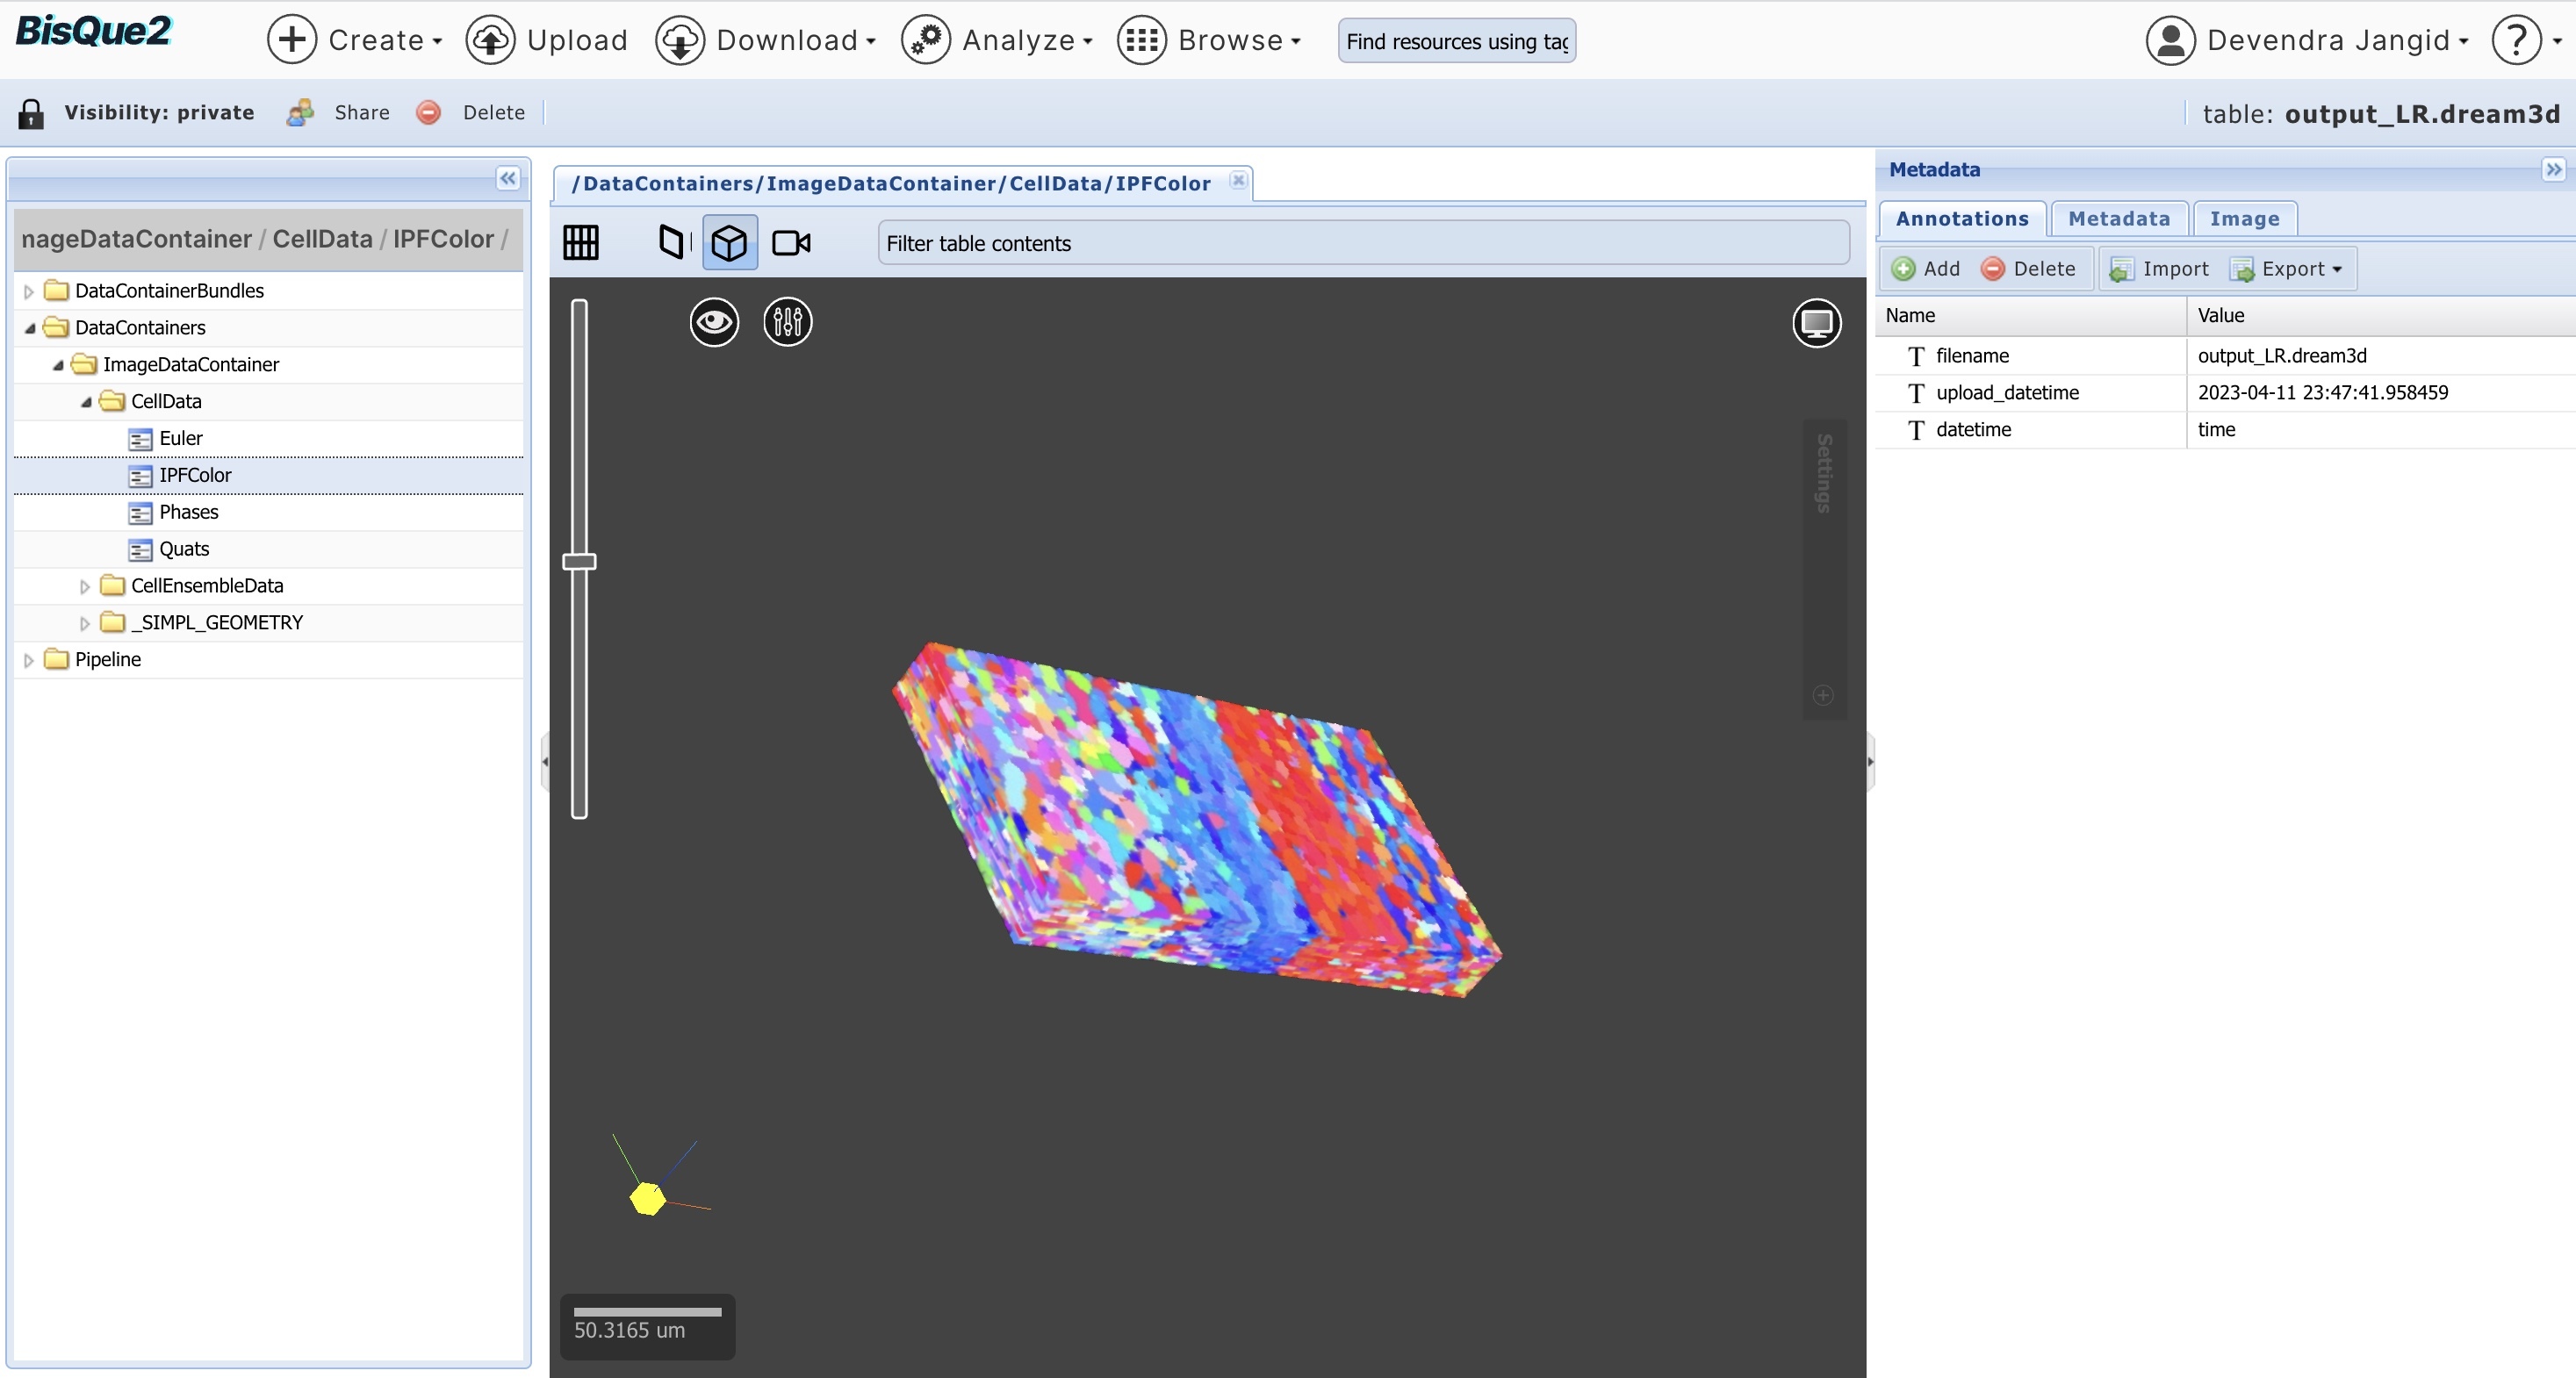 BisQue2 Create Upload Download Analyze Browse Find resources using tag Devendra Jangid ?
Visibility: private Share Delete table: output_LR.dream3d
nageDataContainer / CellData / IPFColor /
DataContainerBundles
DataContainers
ImageDataContainer
CellData
Euler
IPFColor
Phases
Quats
CellEnsembleData
_SIMPL_GEOMETRY
Pipeline
/DataContainers/ImageDataContainer/CellData/IPFColor
Filter table contents
Settings
50.3165 um
Metadata
Annotations Metadata Image
Add Delete Import Export
Name Value
T filename output_LR.dream3d
T upload_datetime 2023-04-11 23:47:41.958459
T datetime time